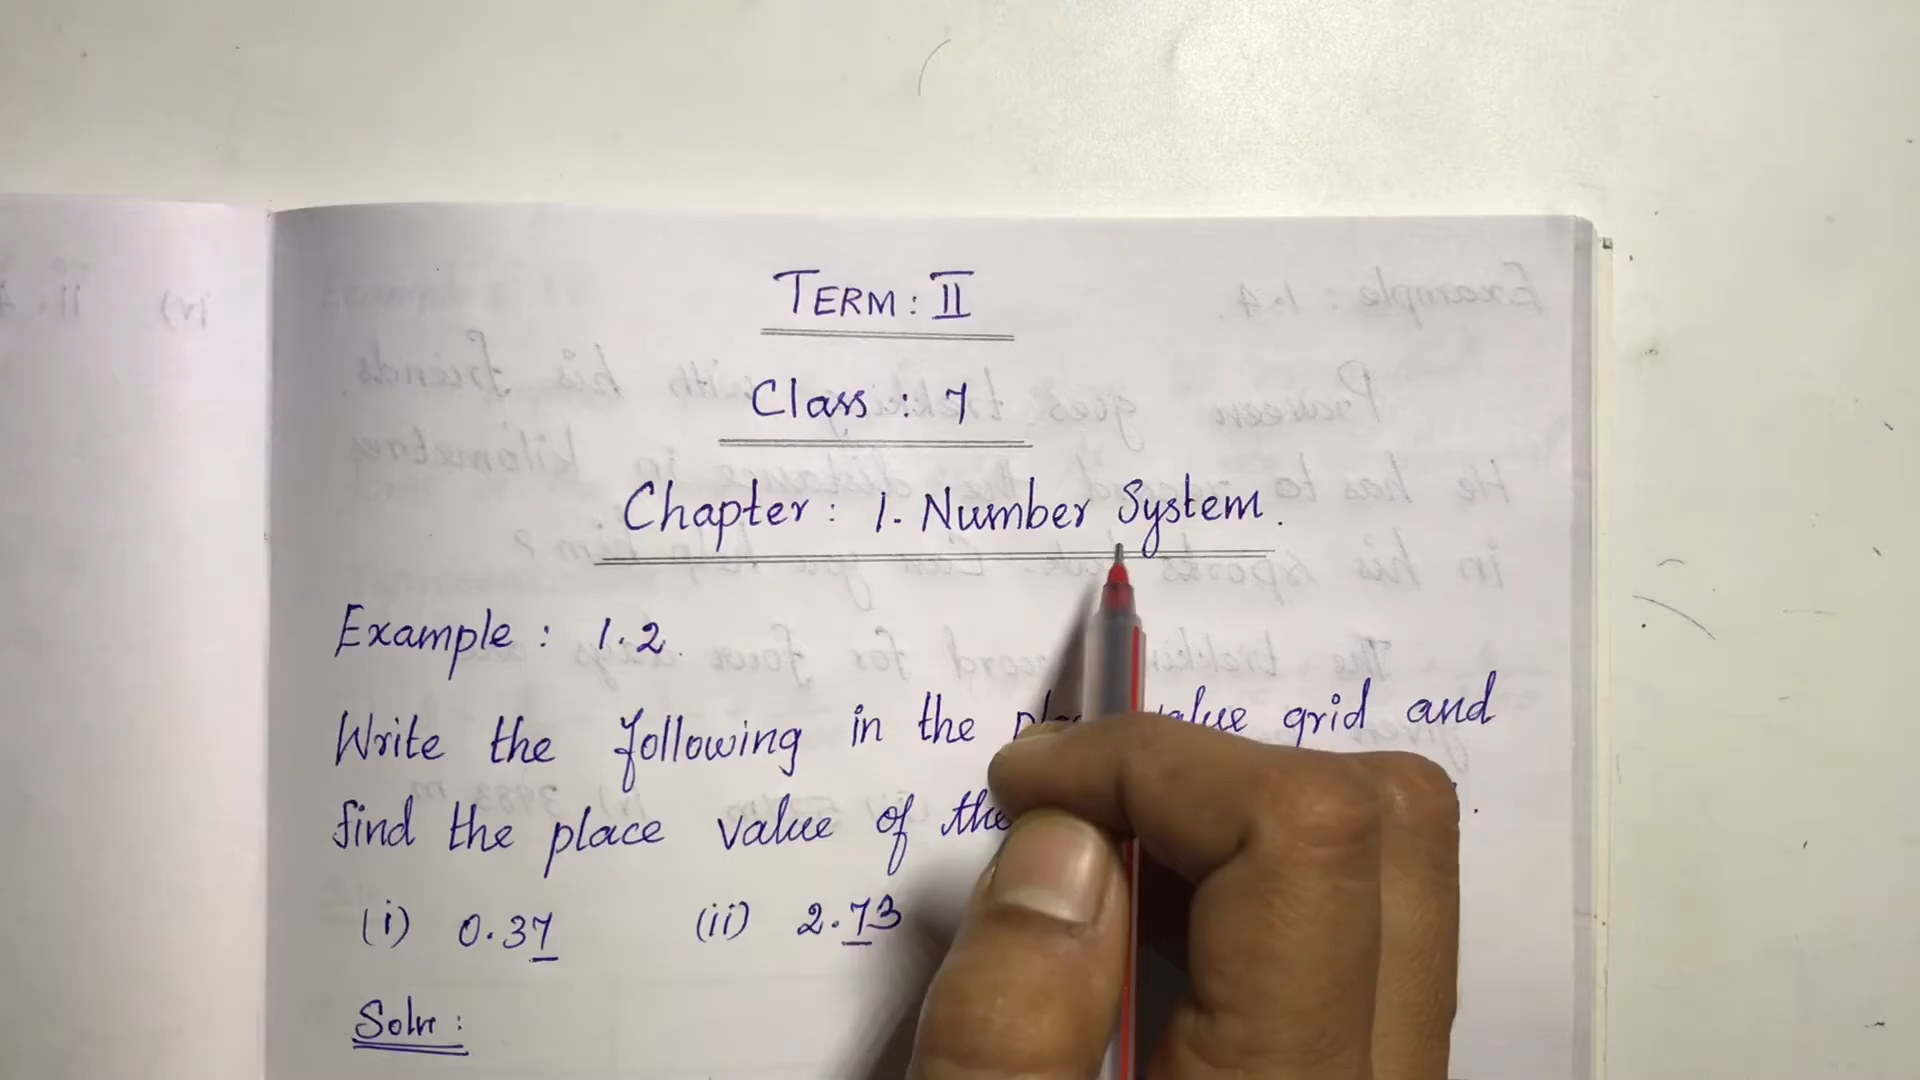 TERM: II
Class: 7
Chapter: 1. Number System.
Example: 1.2.
Write the following in the value grid and
find the place value of the
(i) 0.37 (ii) 2.73
Soln: